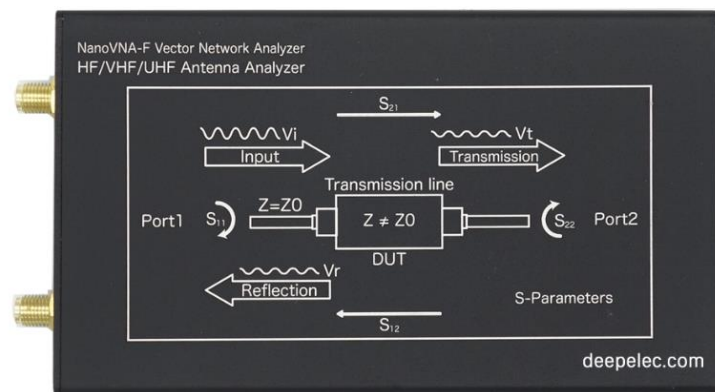 NanoVNA-F Vector Network Analyzer
HF/VHF/UHF Antenna Analyzer
S₂₁
Vi
Vt
Input
Transmission
Transmission line
Z=Z0
Port1
S₁₁
Z ≠ Z0
S₂₂
Port2
DUT
Vr
Reflection
S-Parameters
S₁₂
deepelec.com